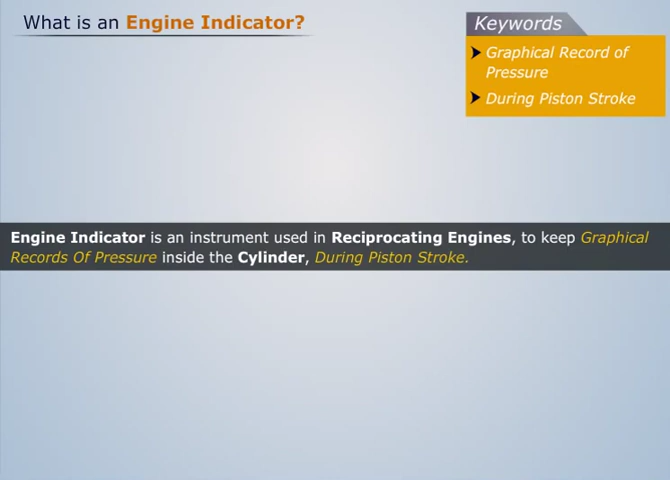 What is an Engine Indicator?
Keywords
Graphical Record of
Pressure
During Piston Stroke
Engine Indicator is an instrument used in Reciprocating Engines, to keep Graphical
Records Of Pressure inside the Cylinder, During Piston Stroke.